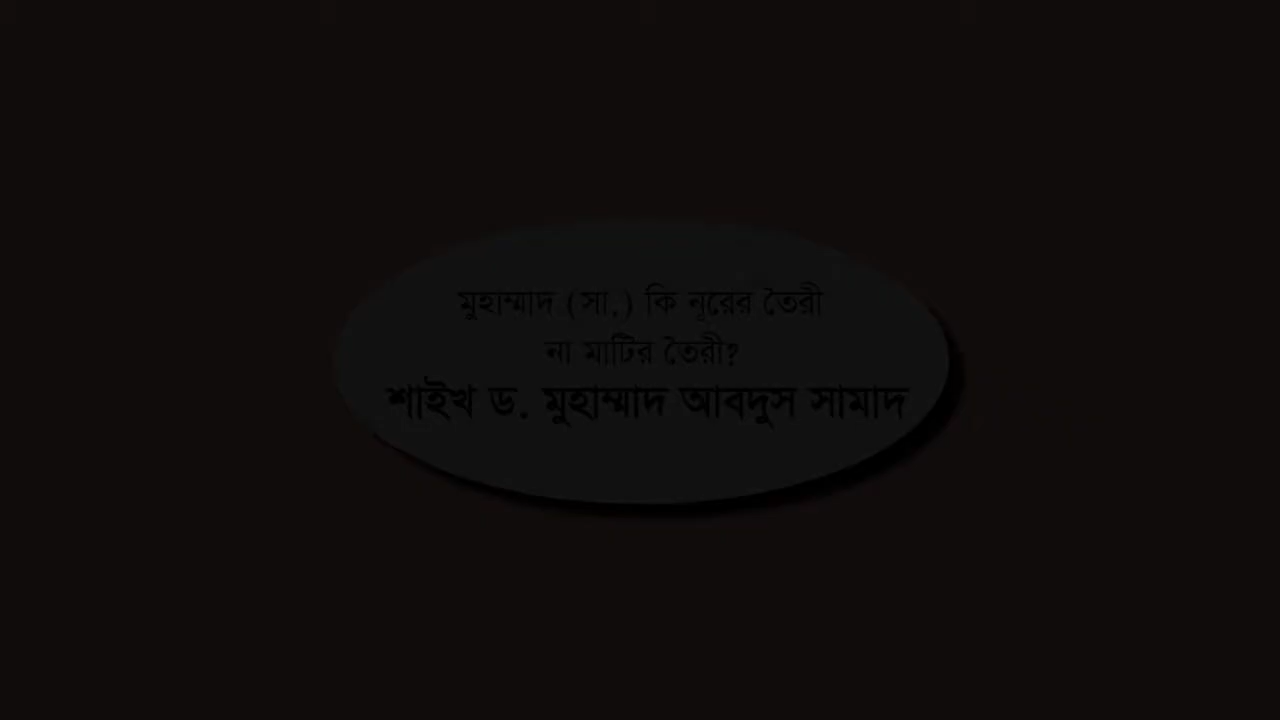 মুহাম্মাদ (সা.) কি নূরের তৈরী
না মাটির তৈরী?
শাইখ ড. মুহাম্মাদ আবদুস সামাদ